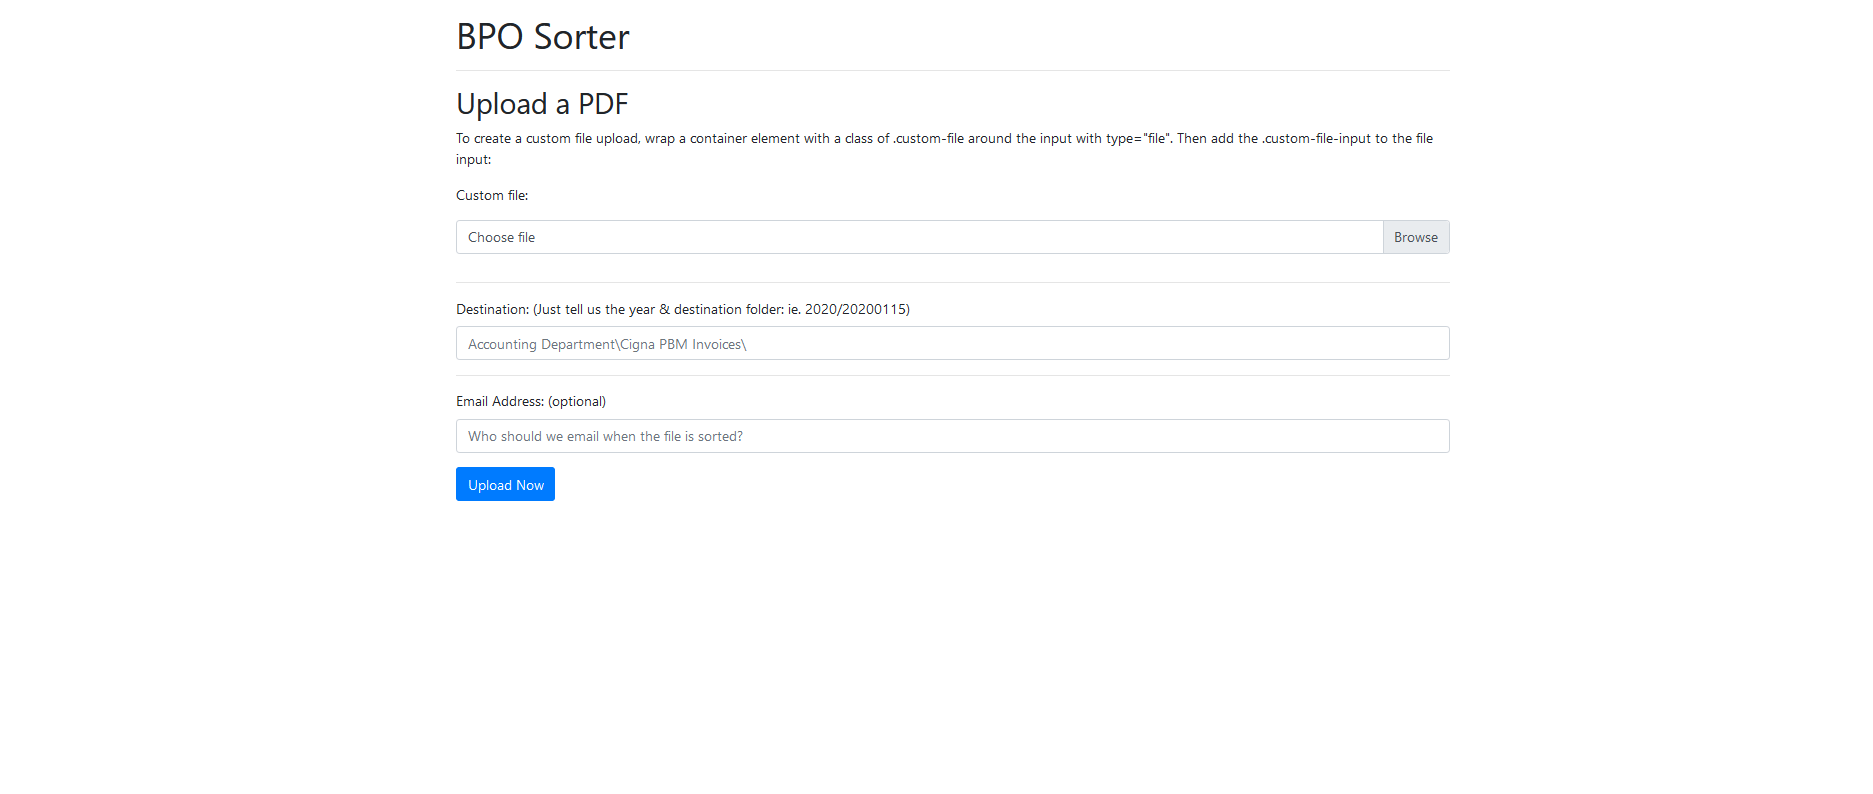 BPO Sorter
Upload a PDF
To create a custom file upload, wrap a container element with a class of .custom-file around the input with type="file". Then add the .custom-file-input to the file
input:
Custom file:
Choose file
Browse
Destination: (Just tell us the year & destination folder: ie. 2020/20200115)
Accounting Department\Cigna PBM Invoices\
Email Address: (optional)
Who should we email when the file is sorted?
Upload Now